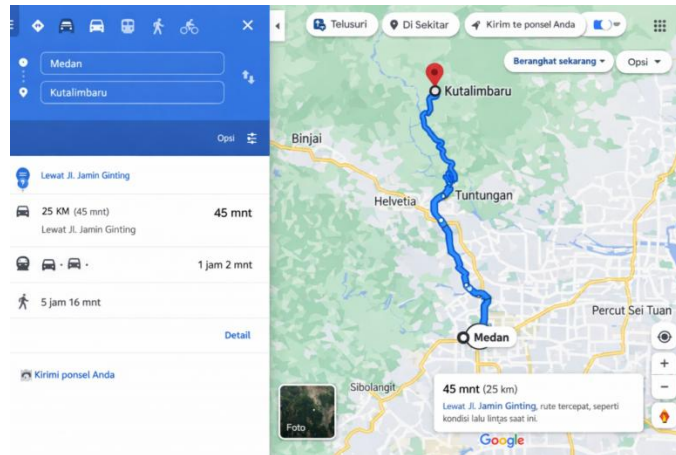 Medan
Kutalimbaru
Opsi
Lewat Jl. Jamin Ginting
25 KM (45 mnt)
45 mnt
Lewat Jl. Jamin Ginting
1 jam 2 mnt
5 jam 16 mnt
Detail
Kirimi ponsel Anda
Telusuri
Di Sekitar
Kirim te ponsel Anda
Beranghat sekarang
Opsi
Kutalimbaru
Binjai
Helvetia
Tuntungan
Percut Sei Tuan
Medan
Sibolangit
45 mnt (25 km)
Lewat Jl. Jamin Ginting, rute tercepat, seperti
kondisi lalu lintas saat ini.
Foto
Google